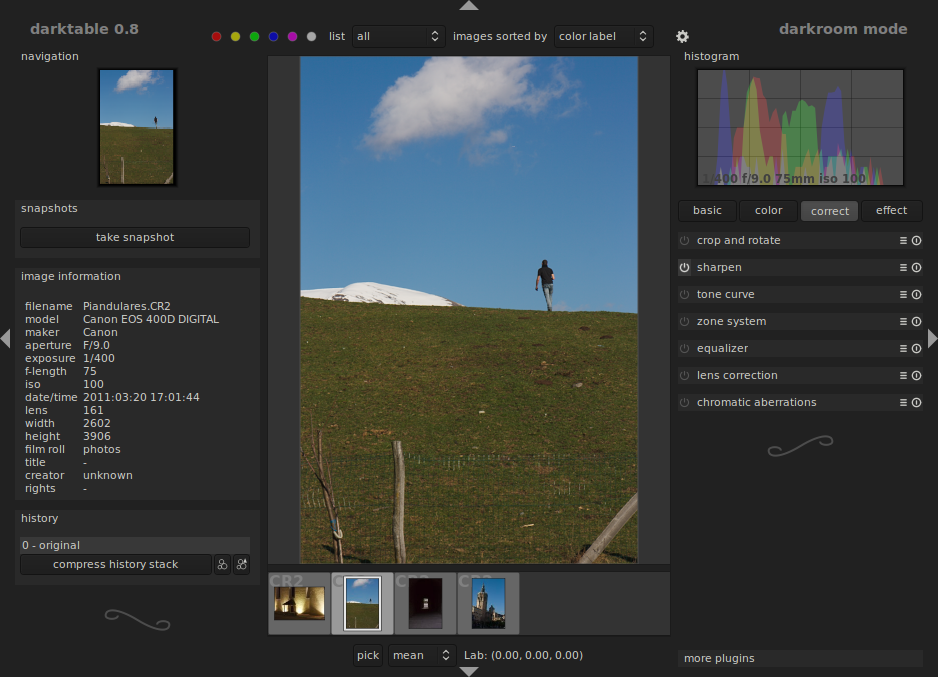 darktable 0.8
list all images sorted by color label
darkroom mode
navigation
snapshots
take snapshot
image information
filename Piandulares.CR2
model Canon EOS 400D DIGITAL
maker Canon
aperture F/9.0
exposure 1/400
f-length 75
iso 100
date/time 2011:03:20 17:01:44
lens 161
width 2602
height 3906
film roll photos
title -
creator unknown
rights -
history
0 - original
compress history stack
CR2
pick mean Lab: (0.00, 0.00, 0.00)
histogram
1/400 f/9.0 75mm iso 100
basic color correct effect
crop and rotate
sharpen
tone curve
zone system
equalizer
lens correction
chromatic aberrations
more plugins